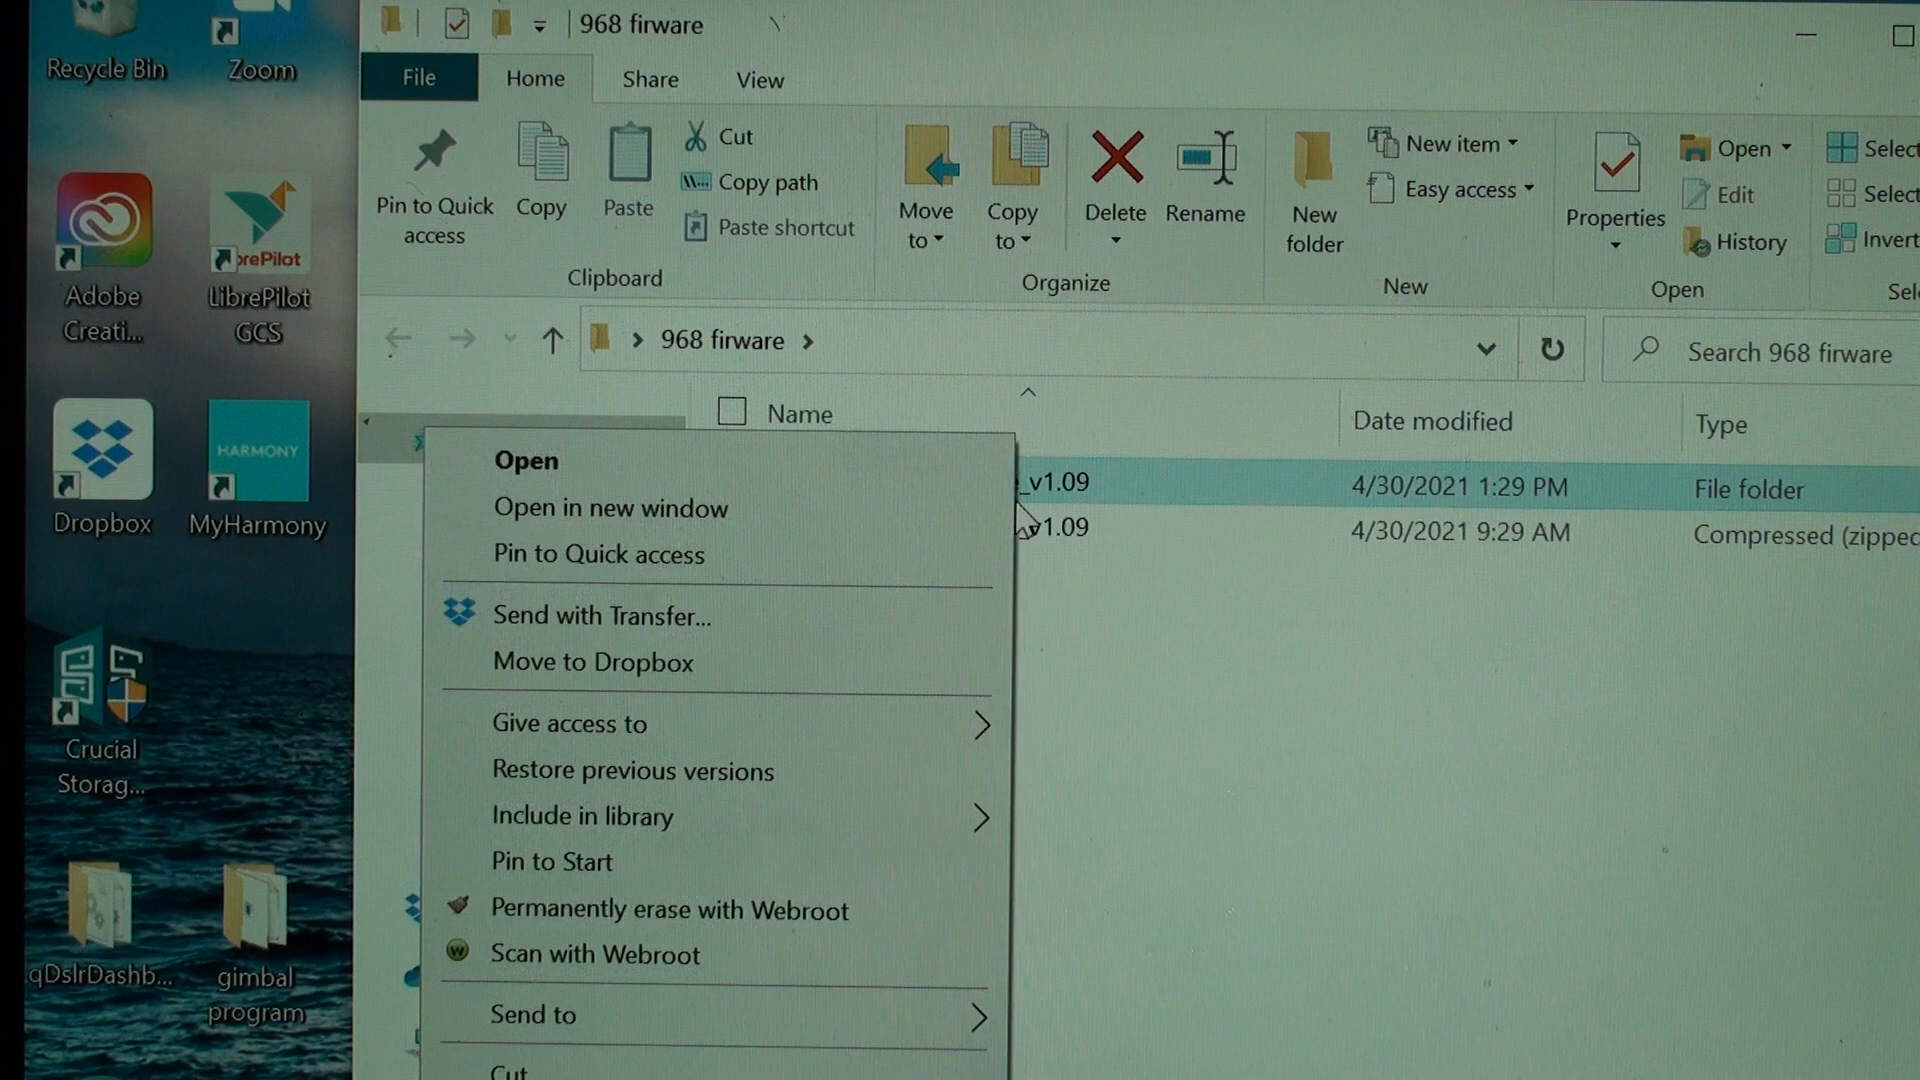 Recycle Bin
Zoom
Adobe
Creati...
LibrePilot
GCS
Dropbox
HARMONY
MyHarmony
Crucial
Storag...
qDslrDashb...
gimbal
program
968 firware
File
Home
Share
View
Pin to Quick
access
Copy
Paste
Cut
Copy path
Paste shortcut
Clipboard
Move
to
Copy
to
Delete
Rename
Organize
New
folder
New item
Easy access
New
Properties
Open
Edit
History
Open
Select
Select
Invert
968 firware
Search 968 firware
Name
Date modified
Type
_v1.09
4/30/2021 1:29 PM
File folder
v1.09
4/30/2021 9:29 AM
Compressed (zipped
Open
Open in new window
Pin to Quick access
Send with Transfer...
Move to Dropbox
Give access to
Restore previous versions
Include in library
Pin to Start
Permanently erase with Webroot
Scan with Webroot
Send to
Cut